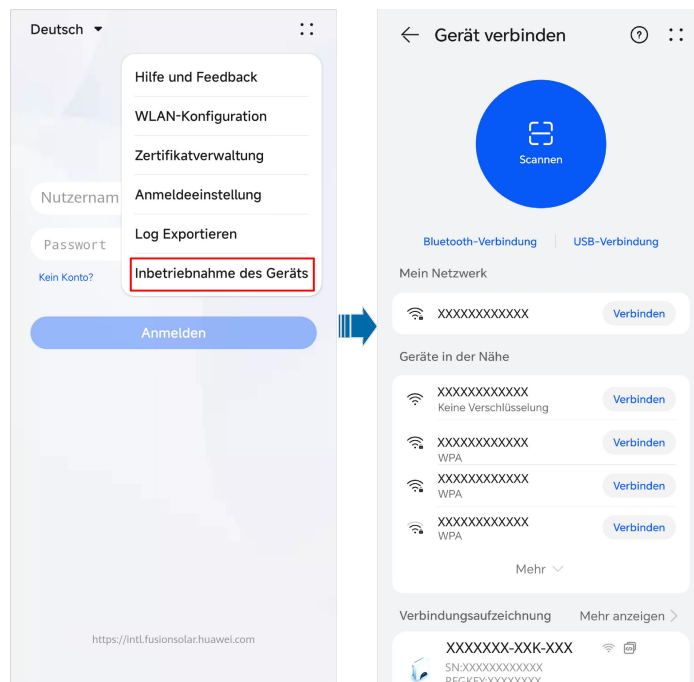 Deutsch
Hilfe und Feedback
WLAN-Konfiguration
Zertifikatverwaltung
Nutzernam
Anmeldeeinstellung
Log Exportieren
Passwort
Kein Konto?
Inbetriebnahme des Geräts
Anmelden
https://intl.fusionsolar.huawei.com
Gerät verbinden
Scannen
Bluetooth-Verbindung USB-Verbindung
Mein Netzwerk
XXXXXXXXXXXX Verbinden
Geräte in der Nähe
XXXXXXXXXXXX Verbinden
Keine Verschlüsselung
XXXXXXXXXXXX Verbinden
WPA
XXXXXXXXXXXX Verbinden
WPA
XXXXXXXXXXXX Verbinden
WPA
Mehr
Verbindungsaufzeichnung Mehr anzeigen
XXXXXXX-XXK-XXX
SN:XXXXXXXXXXXX
REGKEY:XXXXXXXX